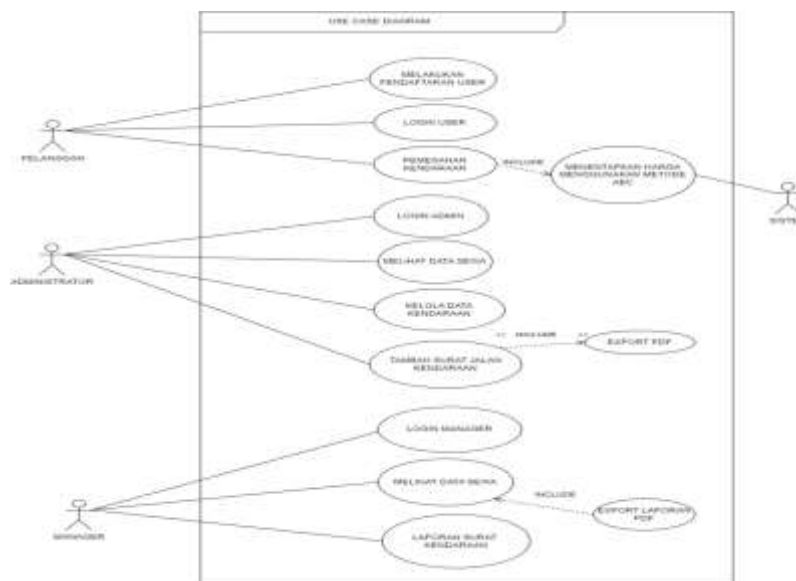 USE CASE DIAGRAM
MELAKUKAN
PENDAFTARAN USER
LOGIN USER
PELANGGAN
PEMESANAN
KENDARAAN
INCLUDE
MENETAPKAN HARGA
MENGGUNAKAN METODE
ABC
SISTE
LOGIN ADMIN
MELIHAT DATA SEWA
ADMINISTRATOR
KELOLA DATA
KENDARAAN
<< INCLUDE >>
EXPORT PDF
TAMBAH SURAT JALAN
KENDARAAN
LOGIN MANAGER
MELIHAT DATA SEWA
INCLUDE
EXPORT LAPORAN
PDF
MANAGER
LAPORAN SURAT
KENDARAAN